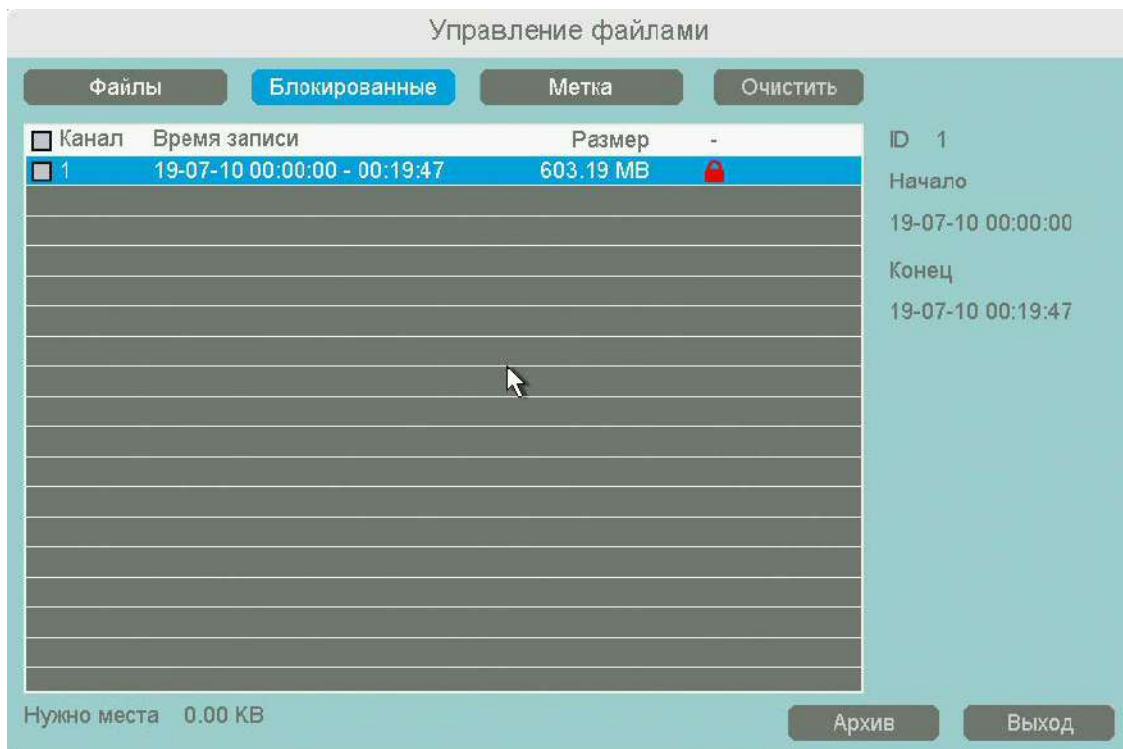 Управление файлами
Файлы Блокированные Метка Очистить
Канал Время записи Размер -
1 19-07-10 00:00:00 - 00:19:47 603.19 MB
ID 1
Начало
19-07-10 00:00:00
Конец
19-07-10 00:19:47
Нужно места 0.00 KB
Архив Выход